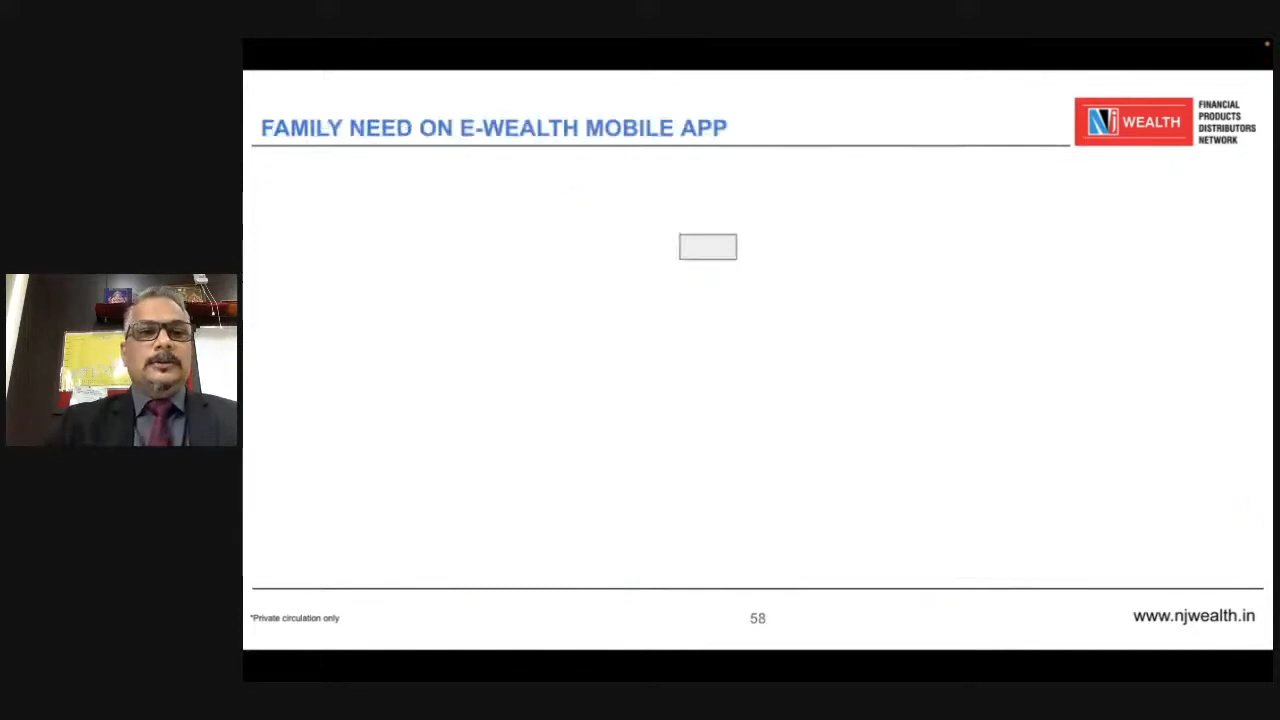 FAMILY NEED ON E-WEALTH MOBILE APP
NJ WEALTH
FINANCIAL
PRODUCTS
DISTRIBUTORS
NETWORK
*Private circulation only
58
www.njwealth.in